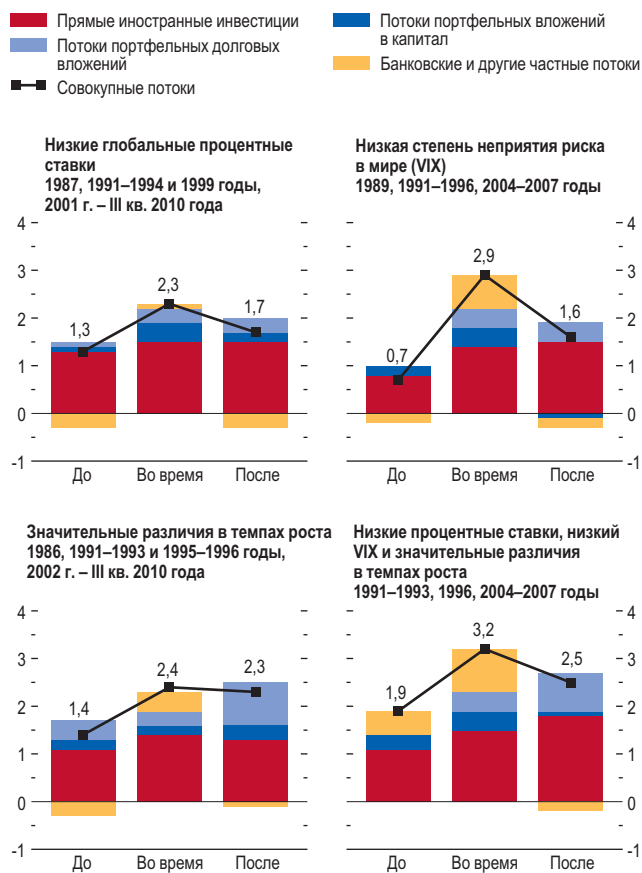 Прямые иностранные инвестиции
Потоки портфельных долговых
вложений
Совокупные потоки
Потоки портфельных вложений
в капитал
Банковские и другие частные потоки
Низкие глобальные процентные
ставки
1987, 1991–1994 и 1999 годы,
2001 г. – III кв. 2010 года
4
3
2
1
0
-1
1,3
2,3
1,7
До Во время После
Низкая степень неприятия риска
в мире (VIX)
1989, 1991–1996, 2004–2007 годы
4
3
2
1
0
-1
0,7
2,9
1,6
До Во время После
Значительные различия в темпах роста
1986, 1991–1993 и 1995–1996 годы,
2002 г. – III кв. 2010 года
4
3
2
1
0
-1
1,4
2,4
2,3
До Во время После
Низкие процентные ставки, низкий
VIX и значительные различия
в темпах роста
1991–1993, 1996, 2004–2007 годы
4
3
2
1
0
-1
1,9
3,2
2,5
До Во время После